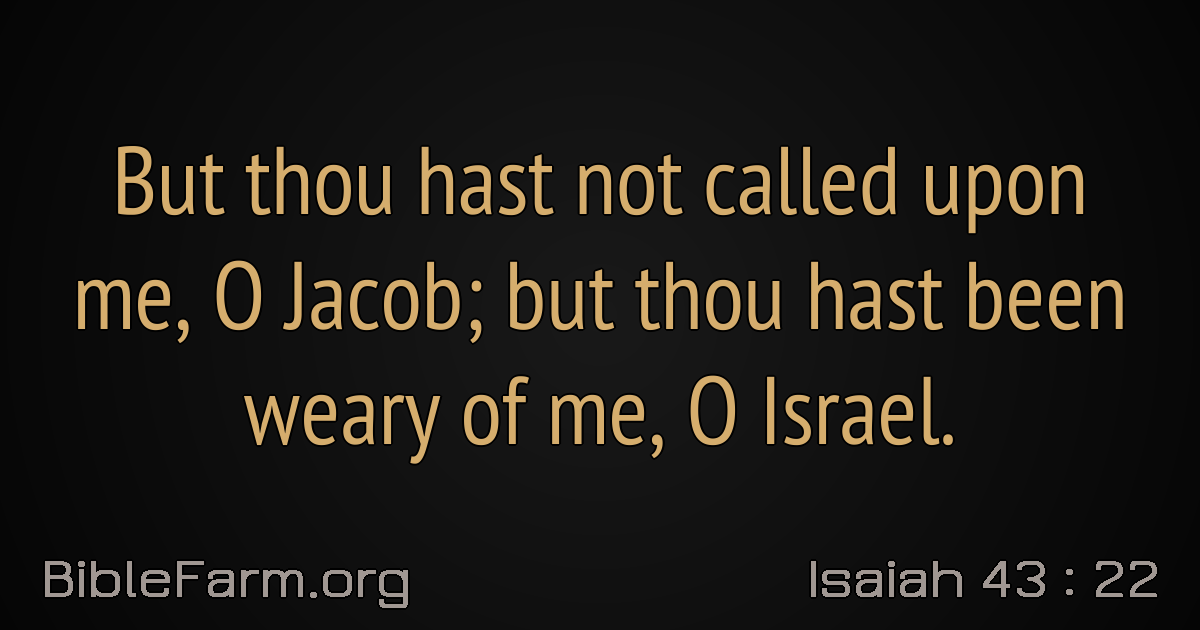 But thou hast not called upon
me, O Jacob; but thou hast been
weary of me, O Israel.
BibleFarm.org
Isaiah 43 : 22